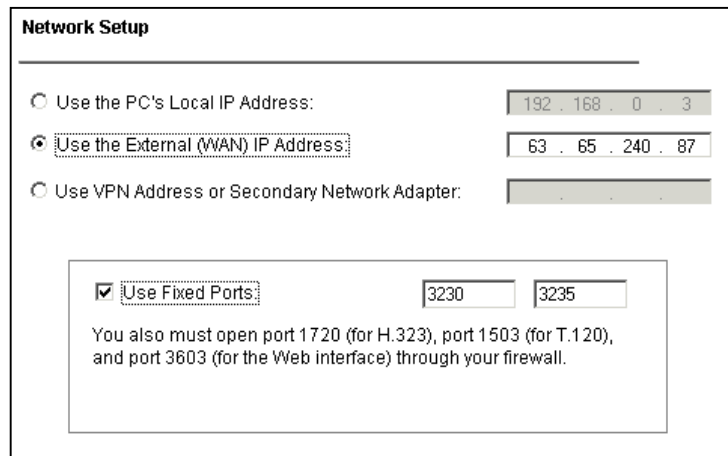 Network Setup
Use the PC's Local IP Address: 192 . 168 . 0 . 3
Use the External (WAN) IP Address: 63 . 65 . 240 . 87
Use VPN Address or Secondary Network Adapter: . . .
Use Fixed Ports: 3230 3235
You also must open port 1720 (for H.323), port 1503 (for T.120),
and port 3603 (for the Web interface) through your firewall.